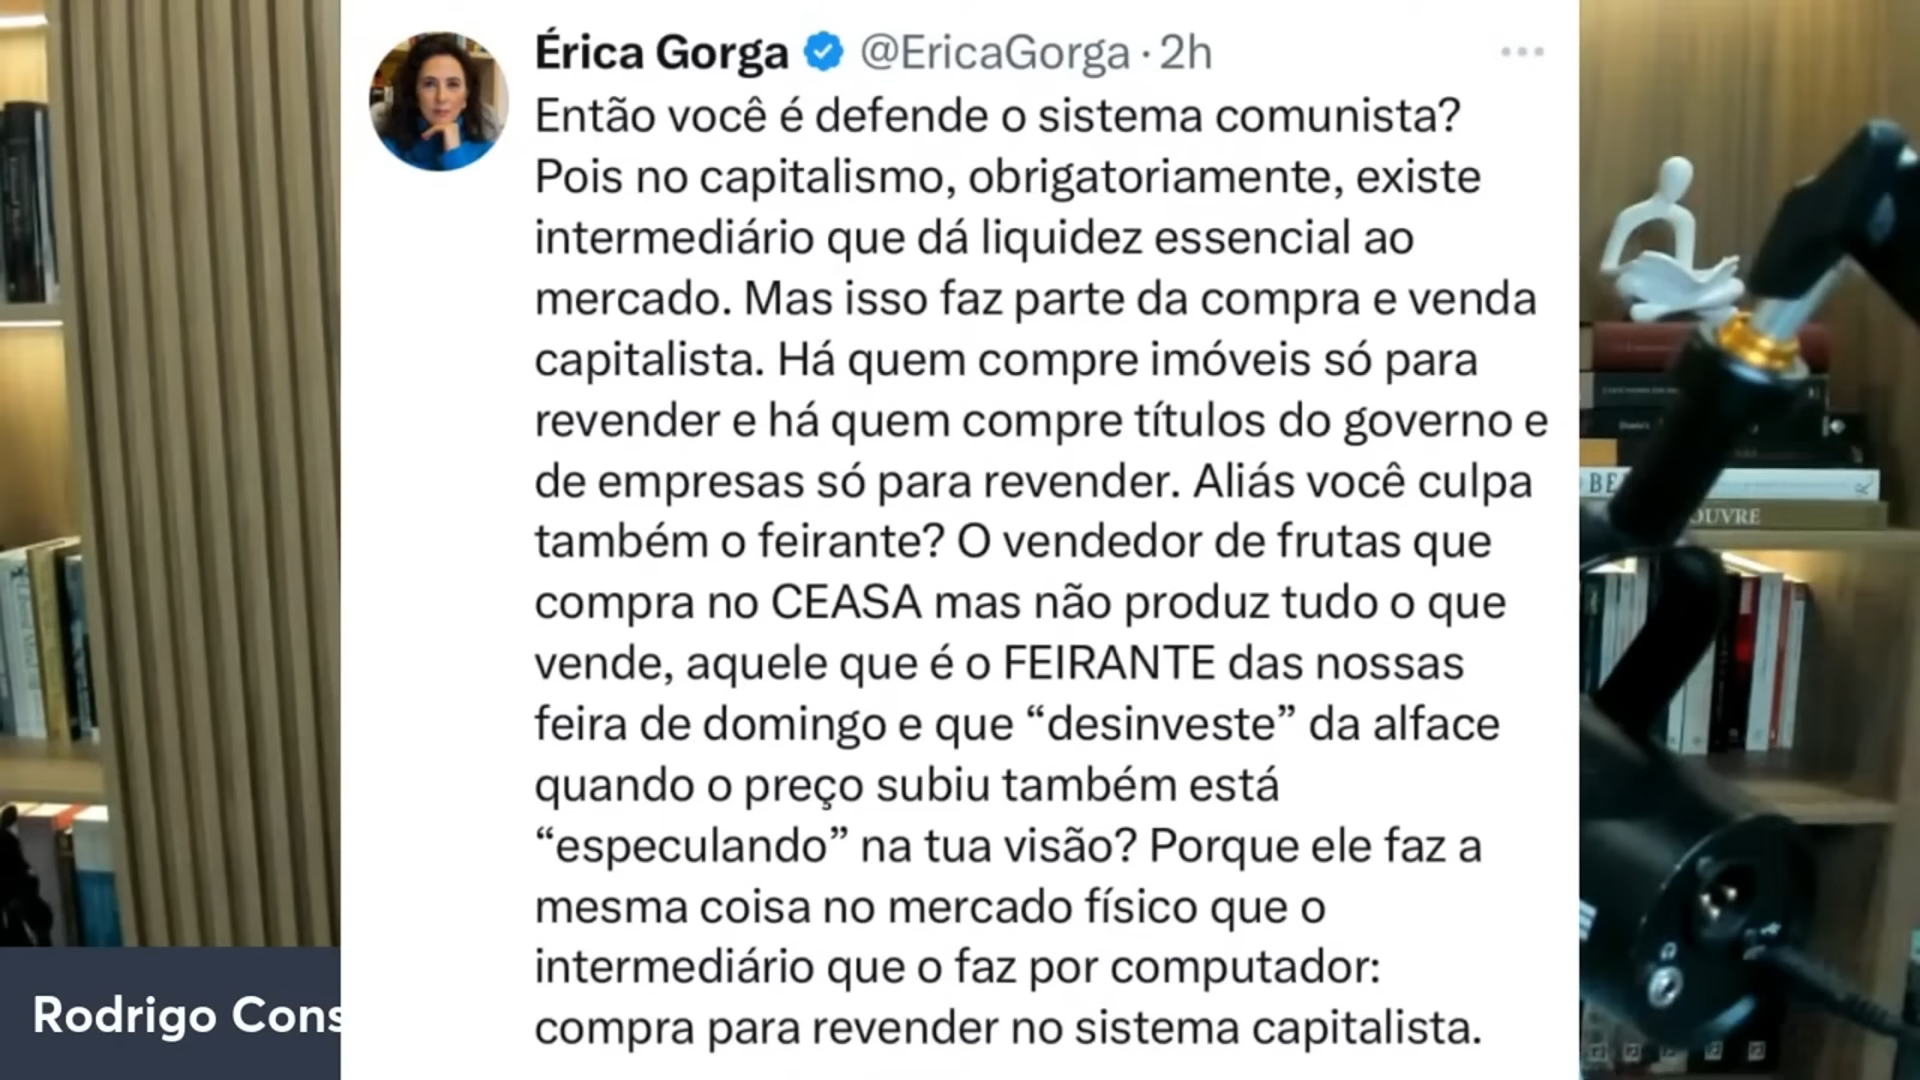 Érica Gorga @EricaGorga · 2h
Então você é defende o sistema comunista?
Pois no capitalismo, obrigatoriamente, existe
intermediário que dá liquidez essencial ao
mercado. Mas isso faz parte da compra e venda
capitalista. Há quem compre imóveis só para
revender e há quem compre títulos do governo e
de empresas só para revender. Aliás você culpa
também o feirante? O vendedor de frutas que
compra no CEASA mas não produz tudo o que
vende, aquele que é o FEIRANTE das nossas
feira de domingo e que “desinveste” da alface
quando o preço subiu também está
“especulando” na tua visão? Porque ele faz a
mesma coisa no mercado físico que o
intermediário que o faz por computador:
compra para revender no sistema capitalista.
Rodrigo Cons
BE
OUVRE